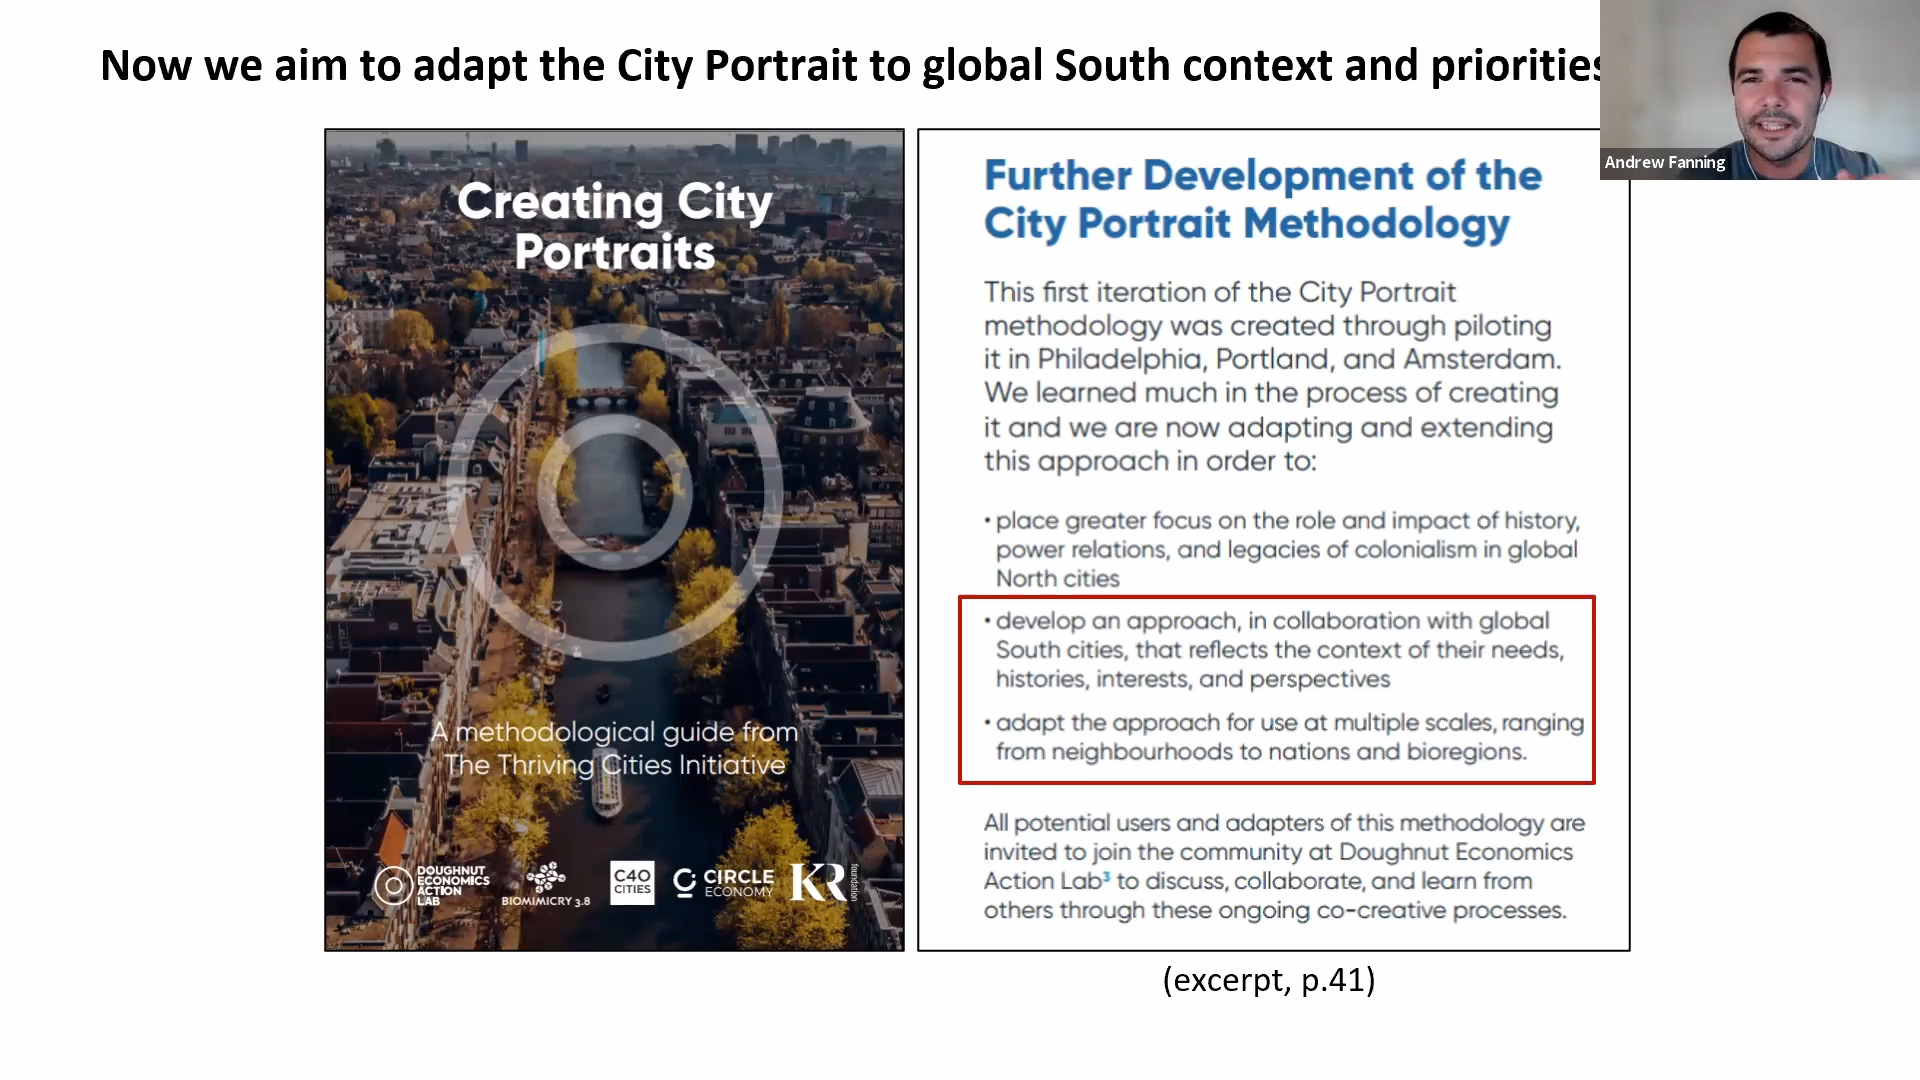 Now we aim to adapt the City Portrait to global South context and priorities
Andrew Fanning
Creating City
Portraits
A methodological guide from
The Thriving Cities Initiative
DOUGHNUT
ECONOMICS
ACTION
LAB
BIOMIMICRY 3.8
C40
CITIES
CIRCLE
ECONOMY
KR
foundation
Further Development of the
City Portrait Methodology
This first iteration of the City Portrait
methodology was created through piloting
it in Philadelphia, Portland, and Amsterdam.
We learned much in the process of creating
it and we are now adapting and extending
this approach in order to:
• place greater focus on the role and impact of history,
power relations, and legacies of colonialism in global
North cities
• develop an approach, in collaboration with global
South cities, that reflects the context of their needs,
histories, interests, and perspectives
• adapt the approach for use at multiple scales, ranging
from neighbourhoods to nations and bioregions.
All potential users and adapters of this methodology are
invited to join the community at Doughnut Economics
Action Lab³ to discuss, collaborate, and learn from
others through these ongoing co-creative processes.
(excerpt, p.41)